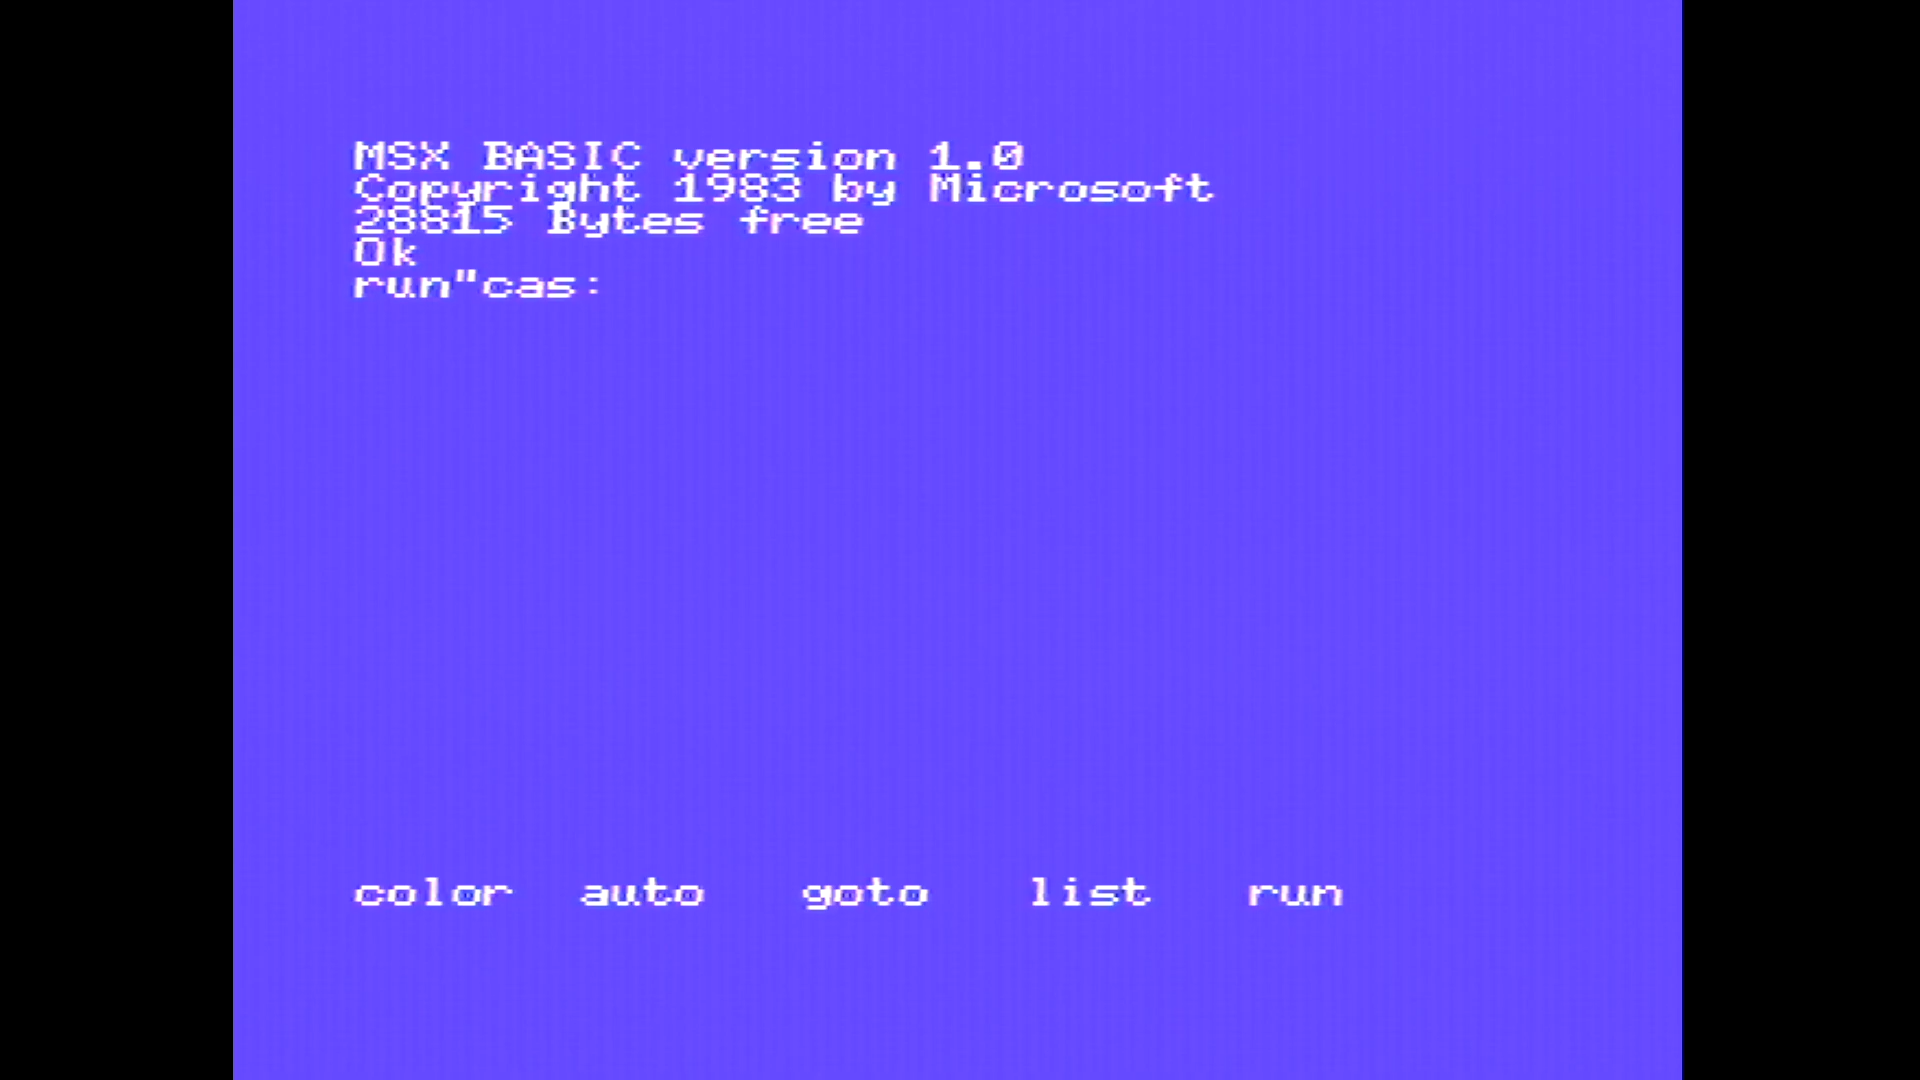 MSX BASIC version 1.0
Copyright 1983 by Microsoft
28815 Bytes free
Ok
run"cas:
color auto goto list run